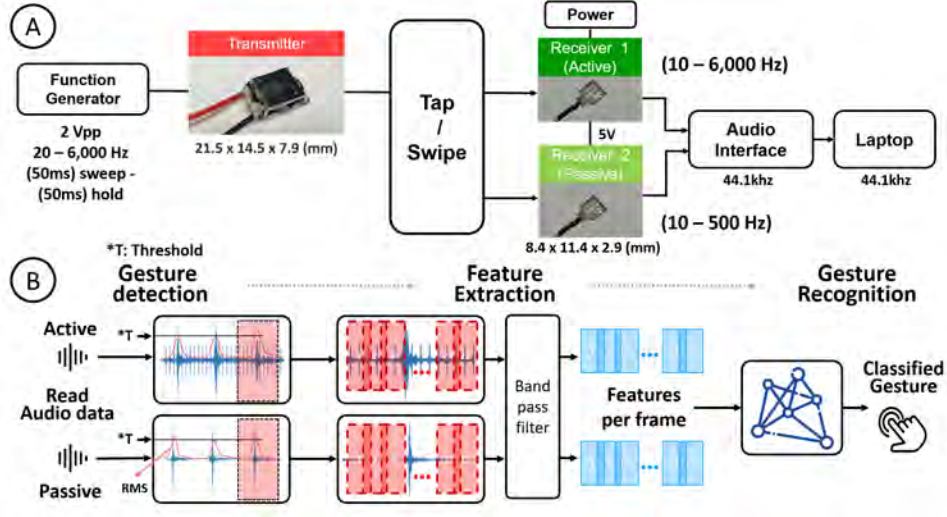 A
Function
Generator
2 Vpp
20 – 6,000 Hz
(50ms) sweep -
(50ms) hold
Transmitter
21.5 x 14.5 x 7.9 (mm)
Tap
/
Swipe
Power
Receiver 1
(Active)
(10 – 6,000 Hz)
5V
Receiver 2
(Passive)
(10 – 500 Hz)
8.4 x 11.4 x 2.9 (mm)
Audio
Interface
44.1khz
Laptop
44.1khz
*T: Threshold
B
Gesture
detection
Feature
Extraction
Gesture
Recognition
Active
*T
Read
Audio data
*T
Passive
RMS
...
...
Band
pass
filter
...
Features
per frame
...
Classified
Gesture